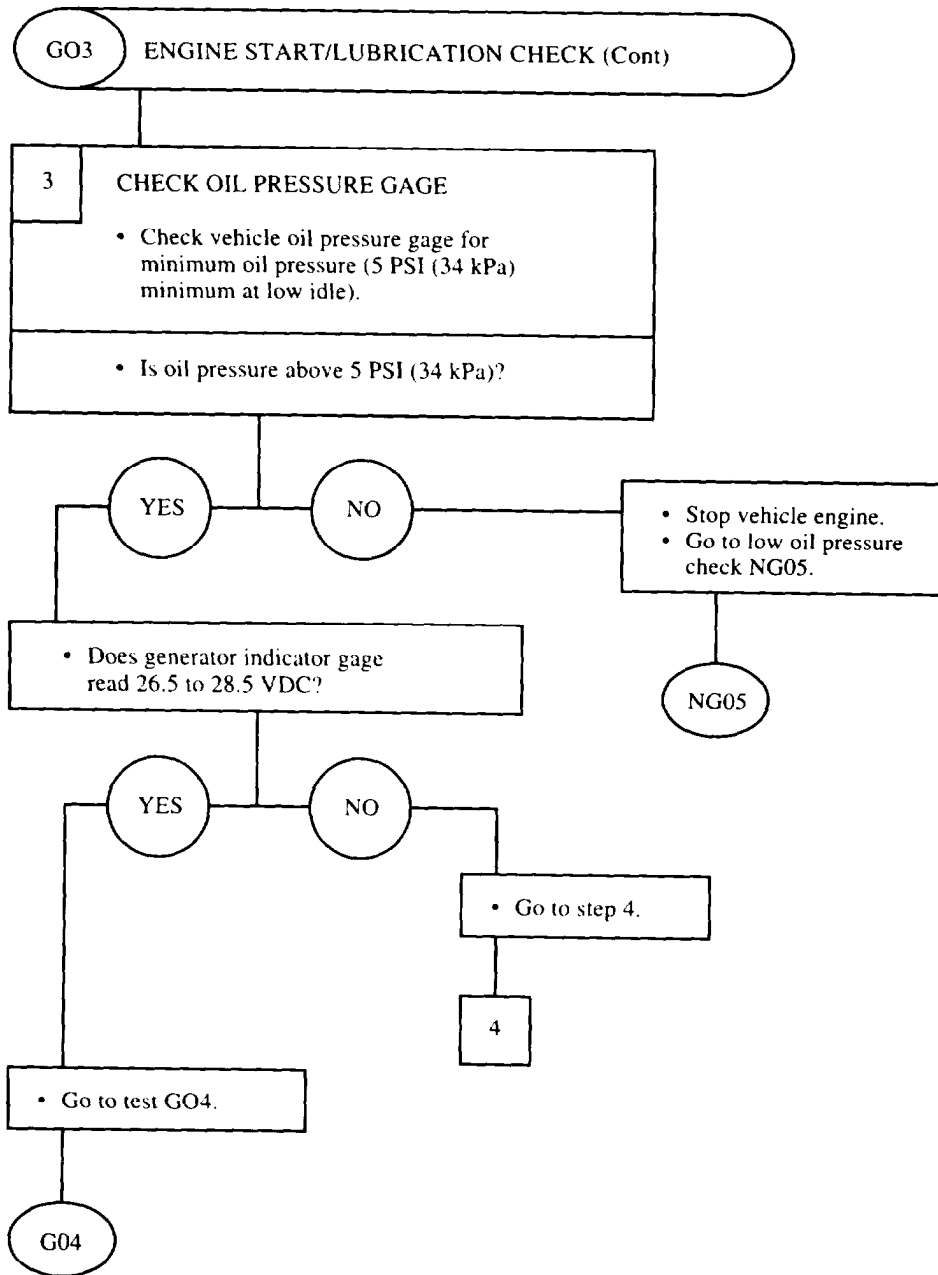 GO3 ENGINE START/LUBRICATION CHECK (Cont)
3 CHECK OIL PRESSURE GAGE
• Check vehicle oil pressure gage for
minimum oil pressure (5 PSI (34 kPa)
minimum at low idle).
• Is oil pressure above 5 PSI (34 kPa)?
YES
NO
• Stop vehicle engine.
• Go to low oil pressure
check NG05.
NG05
• Does generator indicator gage
read 26.5 to 28.5 VDC?
YES
NO
• Go to step 4.
4
• Go to test GO4.
G04